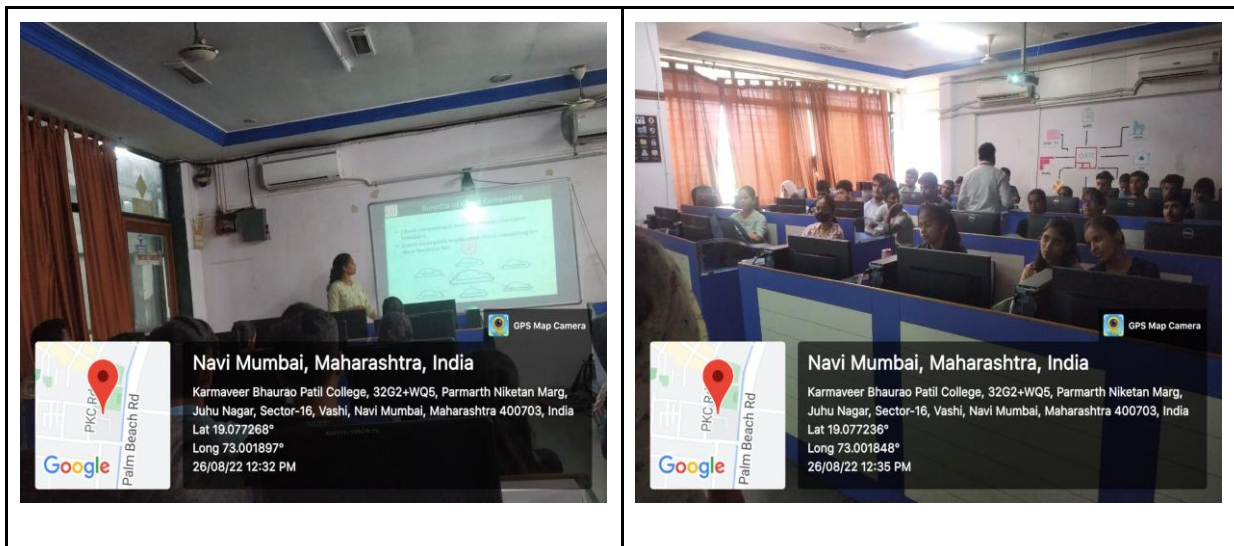 Benefits of Cloud Computing
GPS Map Camera
Navi Mumbai, Maharashtra, India
Karmaveer Bhaurao Patil College, 32G2+WQ5, Parmarth Niketan Marg,
Juhu Nagar, Sector-16, Vashi, Navi Mumbai, Maharashtra 400703, India
Lat 19.077268°
Long 73.001897°
26/08/22 12:32 PM
PKC Rd
Palm Beach Rd
Google
GPS Map Camera
Navi Mumbai, Maharashtra, India
Karmaveer Bhaurao Patil College, 32G2+WQ5, Parmarth Niketan Marg,
Juhu Nagar, Sector-16, Vashi, Navi Mumbai, Maharashtra 400703, India
Lat 19.077236°
Long 73.001848°
26/08/22 12:35 PM
PKC Rd
Palm Beach Rd
Google